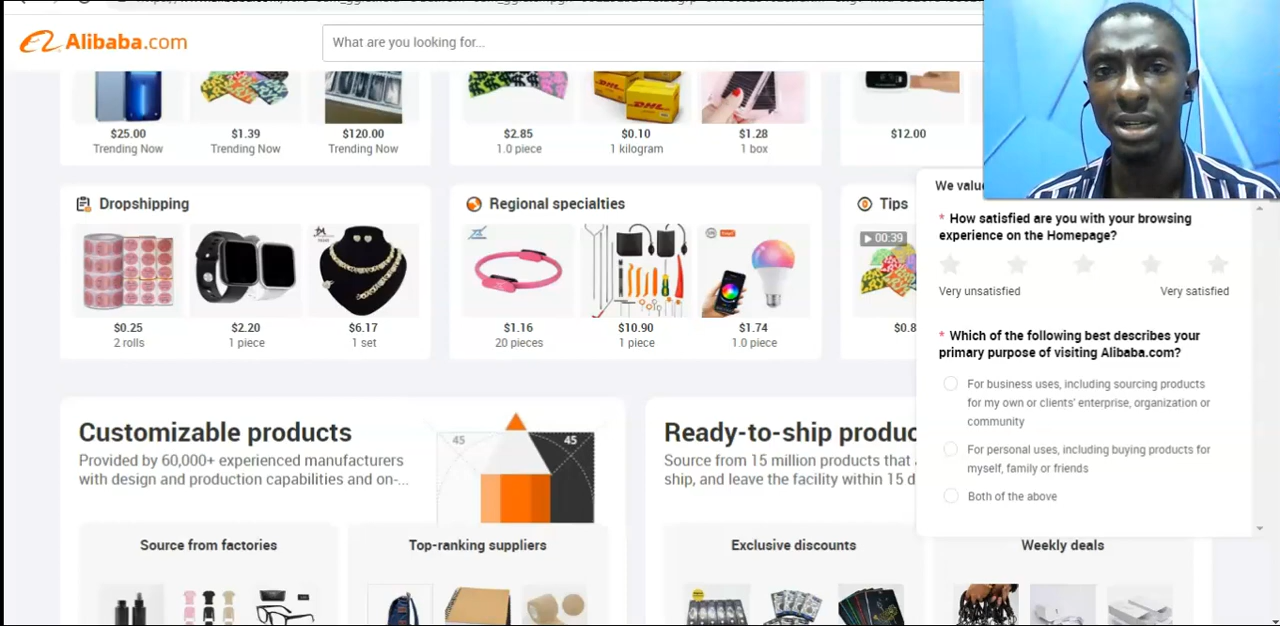 Alibaba.com
What are you looking for...
$25.00
Trending Now
$1.39
Trending Now
$120.00
Trending Now
DHL
DHL
$2.85
1.0 piece
$0.10
1 kilogram
$1.28
1 box
$12.00
Dropshipping
$0.25
2 rolls
$2.20
1 piece
$6.17
1 set
Regional specialties
$1.16
20 pieces
$10.90
1 piece
$1.74
1.0 piece
Tips
00:39
$0.8
We valu
* How satisfied are you with your browsing
experience on the Homepage?
Very unsatisfied
Very satisfied
* Which of the following best describes your
primary purpose of visiting Alibaba.com?
For business uses, including sourcing products
for my own or clients' enterprise, organization or
community
For personal uses, including buying products for
myself, family or friends
Both of the above
Customizable products
Provided by 60,000+ experienced manufacturers
with design and production capabilities and on-...
45
45
Ready-to-ship produc
Source from 15 million products that
ship, and leave the facility within 15 d
Source from factories
Top-ranking suppliers
Exclusive discounts
Weekly deals